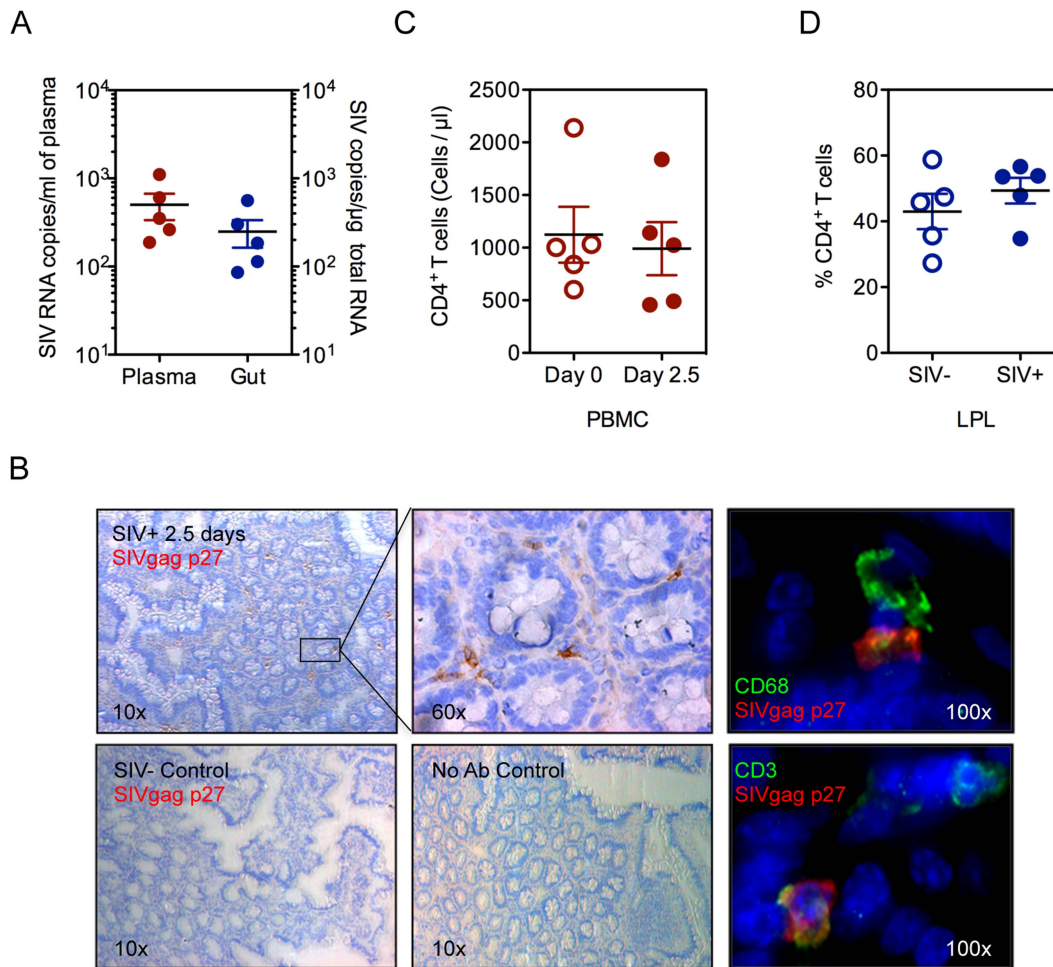 A
SIV RNA copies/ml of plasma
10⁴
10³
10²
10¹
Plasma
Gut
10⁴
10³
10²
10¹
SIV copies/µg total RNA
C
CD4⁺ T cells (Cells / µl)
2500
2000
1500
1000
500
0
Day 0
Day 2.5
PBMC
D
% CD4⁺ T cells
80
60
40
20
0
SIV-
SIV+
LPL
B
SIV+ 2.5 days
SIVgag p27
10x
60x
CD68
SIVgag p27
100x
SIV- Control
SIVgag p27
10x
No Ab Control
10x
CD3
SIVgag p27
100x